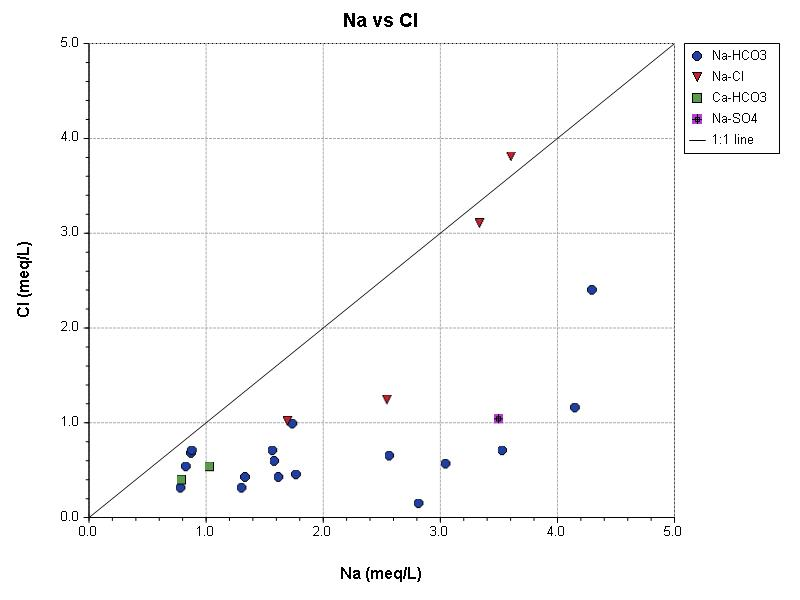 Na vs Cl
5.0
4.0
3.0
2.0
1.0
0.0
Cl (meq/L)
0.0 1.0 2.0 3.0 4.0 5.0
Na (meq/L)
Na-HCO3
Na-Cl
Ca-HCO3
Na-SO4
1:1 line